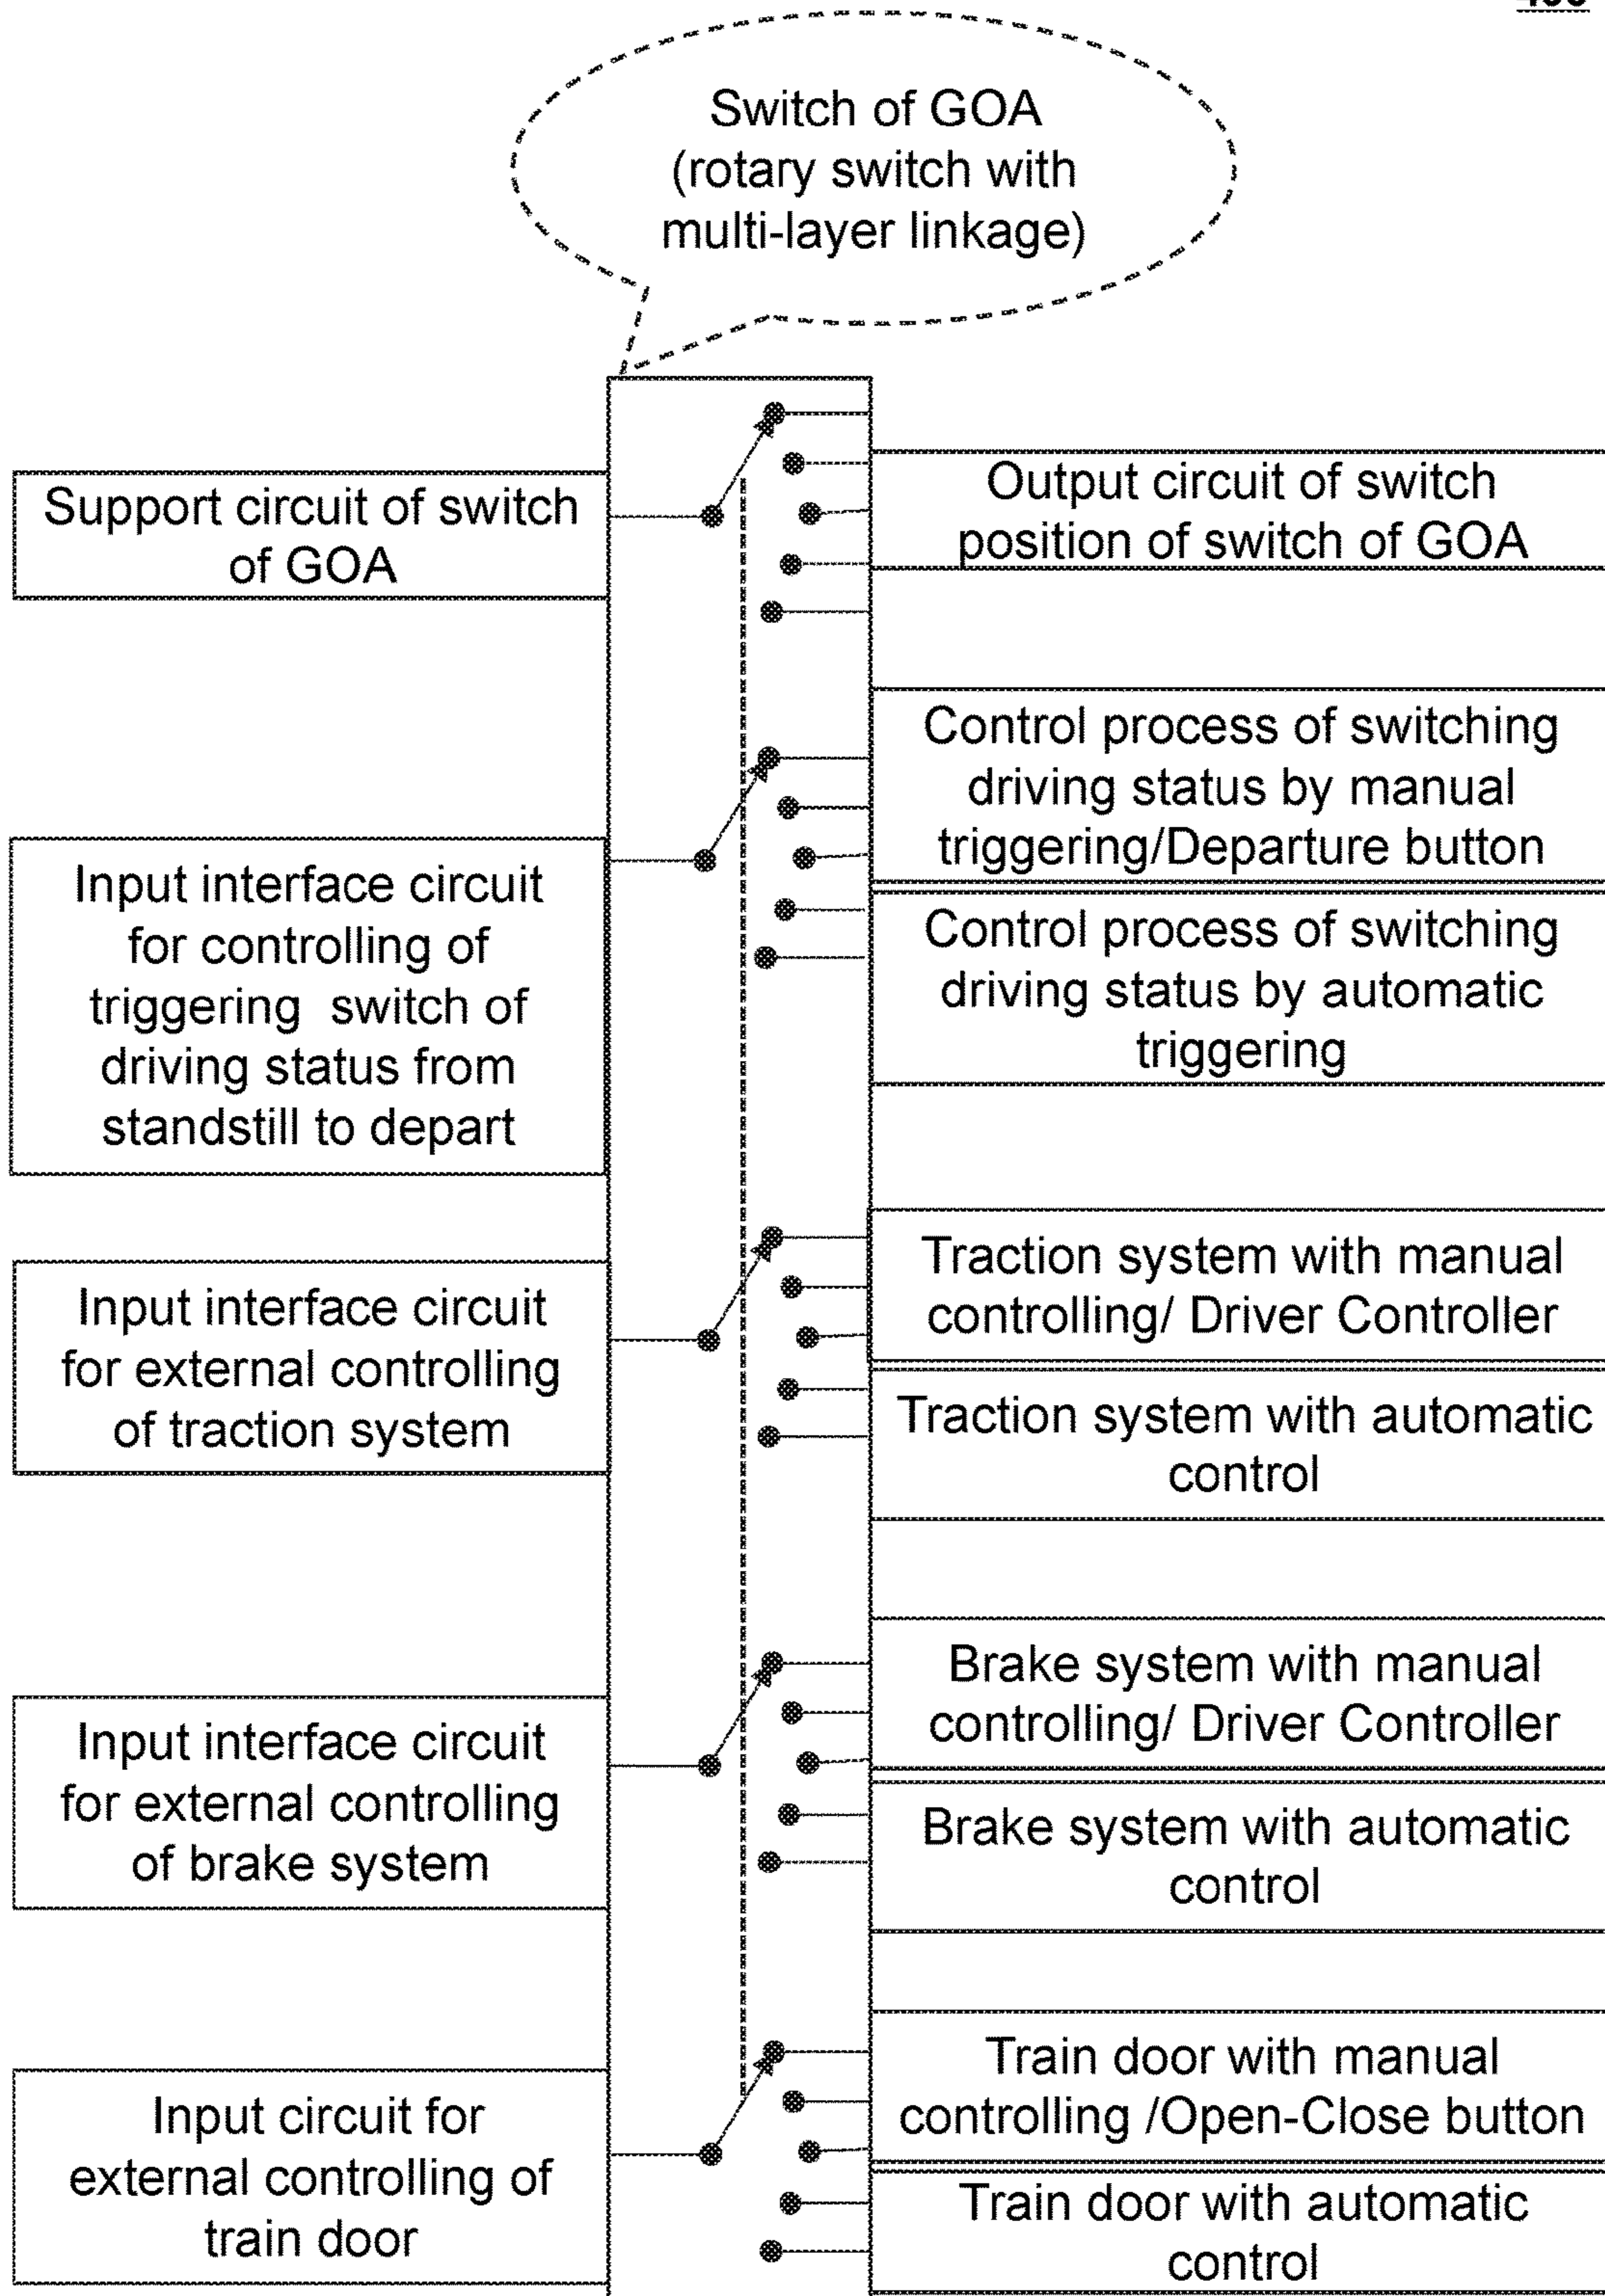 Switch of GOA
(rotary switch with
multi-layer linkage)
Support circuit of switch
of GOA
Output circuit of switch
position of switch of GOA
Control process of switching
driving status by manual
triggering/Departure button
Input interface circuit
for controlling of
triggering switch of
driving status from
standstill to depart
Control process of switching
driving status by automatic
triggering
Input interface circuit
for external controlling
of traction system
Traction system with manual
controlling/ Driver Controller
Traction system with automatic
control
Input interface circuit
for external controlling
of brake system
Brake system with manual
controlling/ Driver Controller
Brake system with automatic
control
Input circuit for
external controlling of
train door
Train door with manual
controlling /Open-Close button
Train door with automatic
control